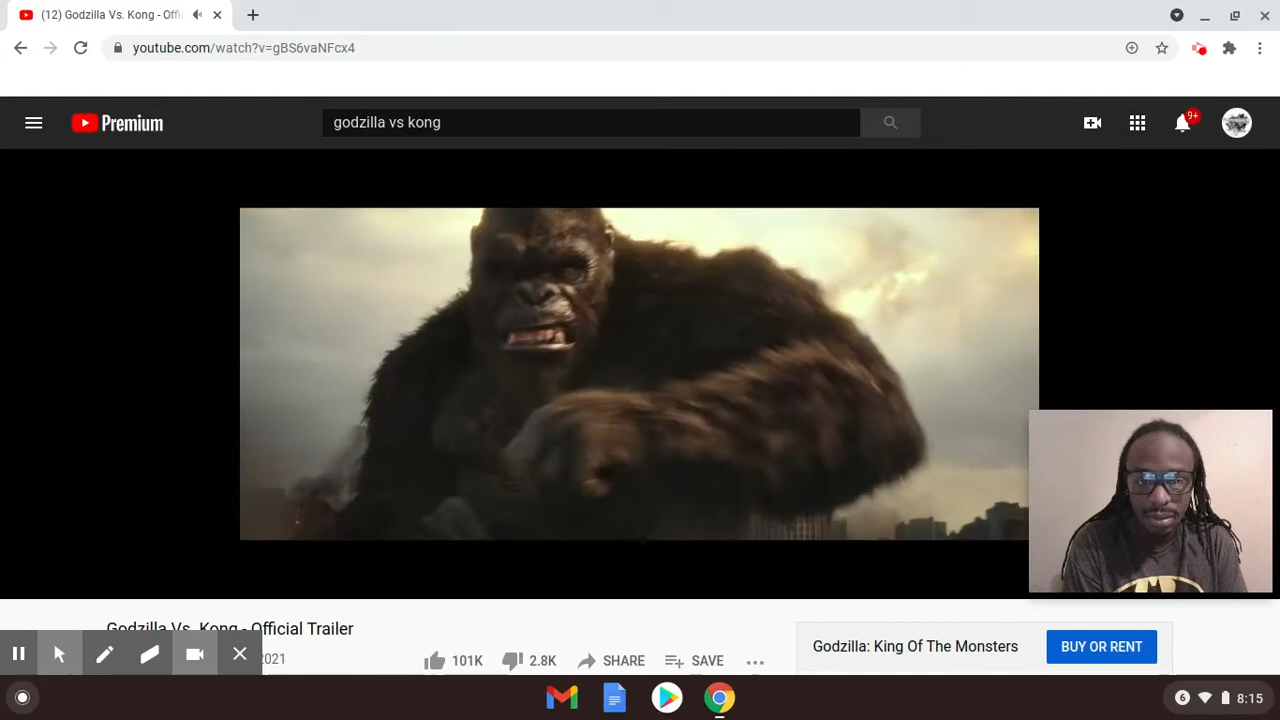 (12) Godzilla Vs. Kong - Offi
youtube.com/watch?v=gBS6vaNFcx4
Premium
godzilla vs kong
9+
Godzilla Vs. Kong - Official Trailer
2021
101K
2.8K
SHARE
SAVE
Godzilla: King Of The Monsters
BUY OR RENT
6
8:15